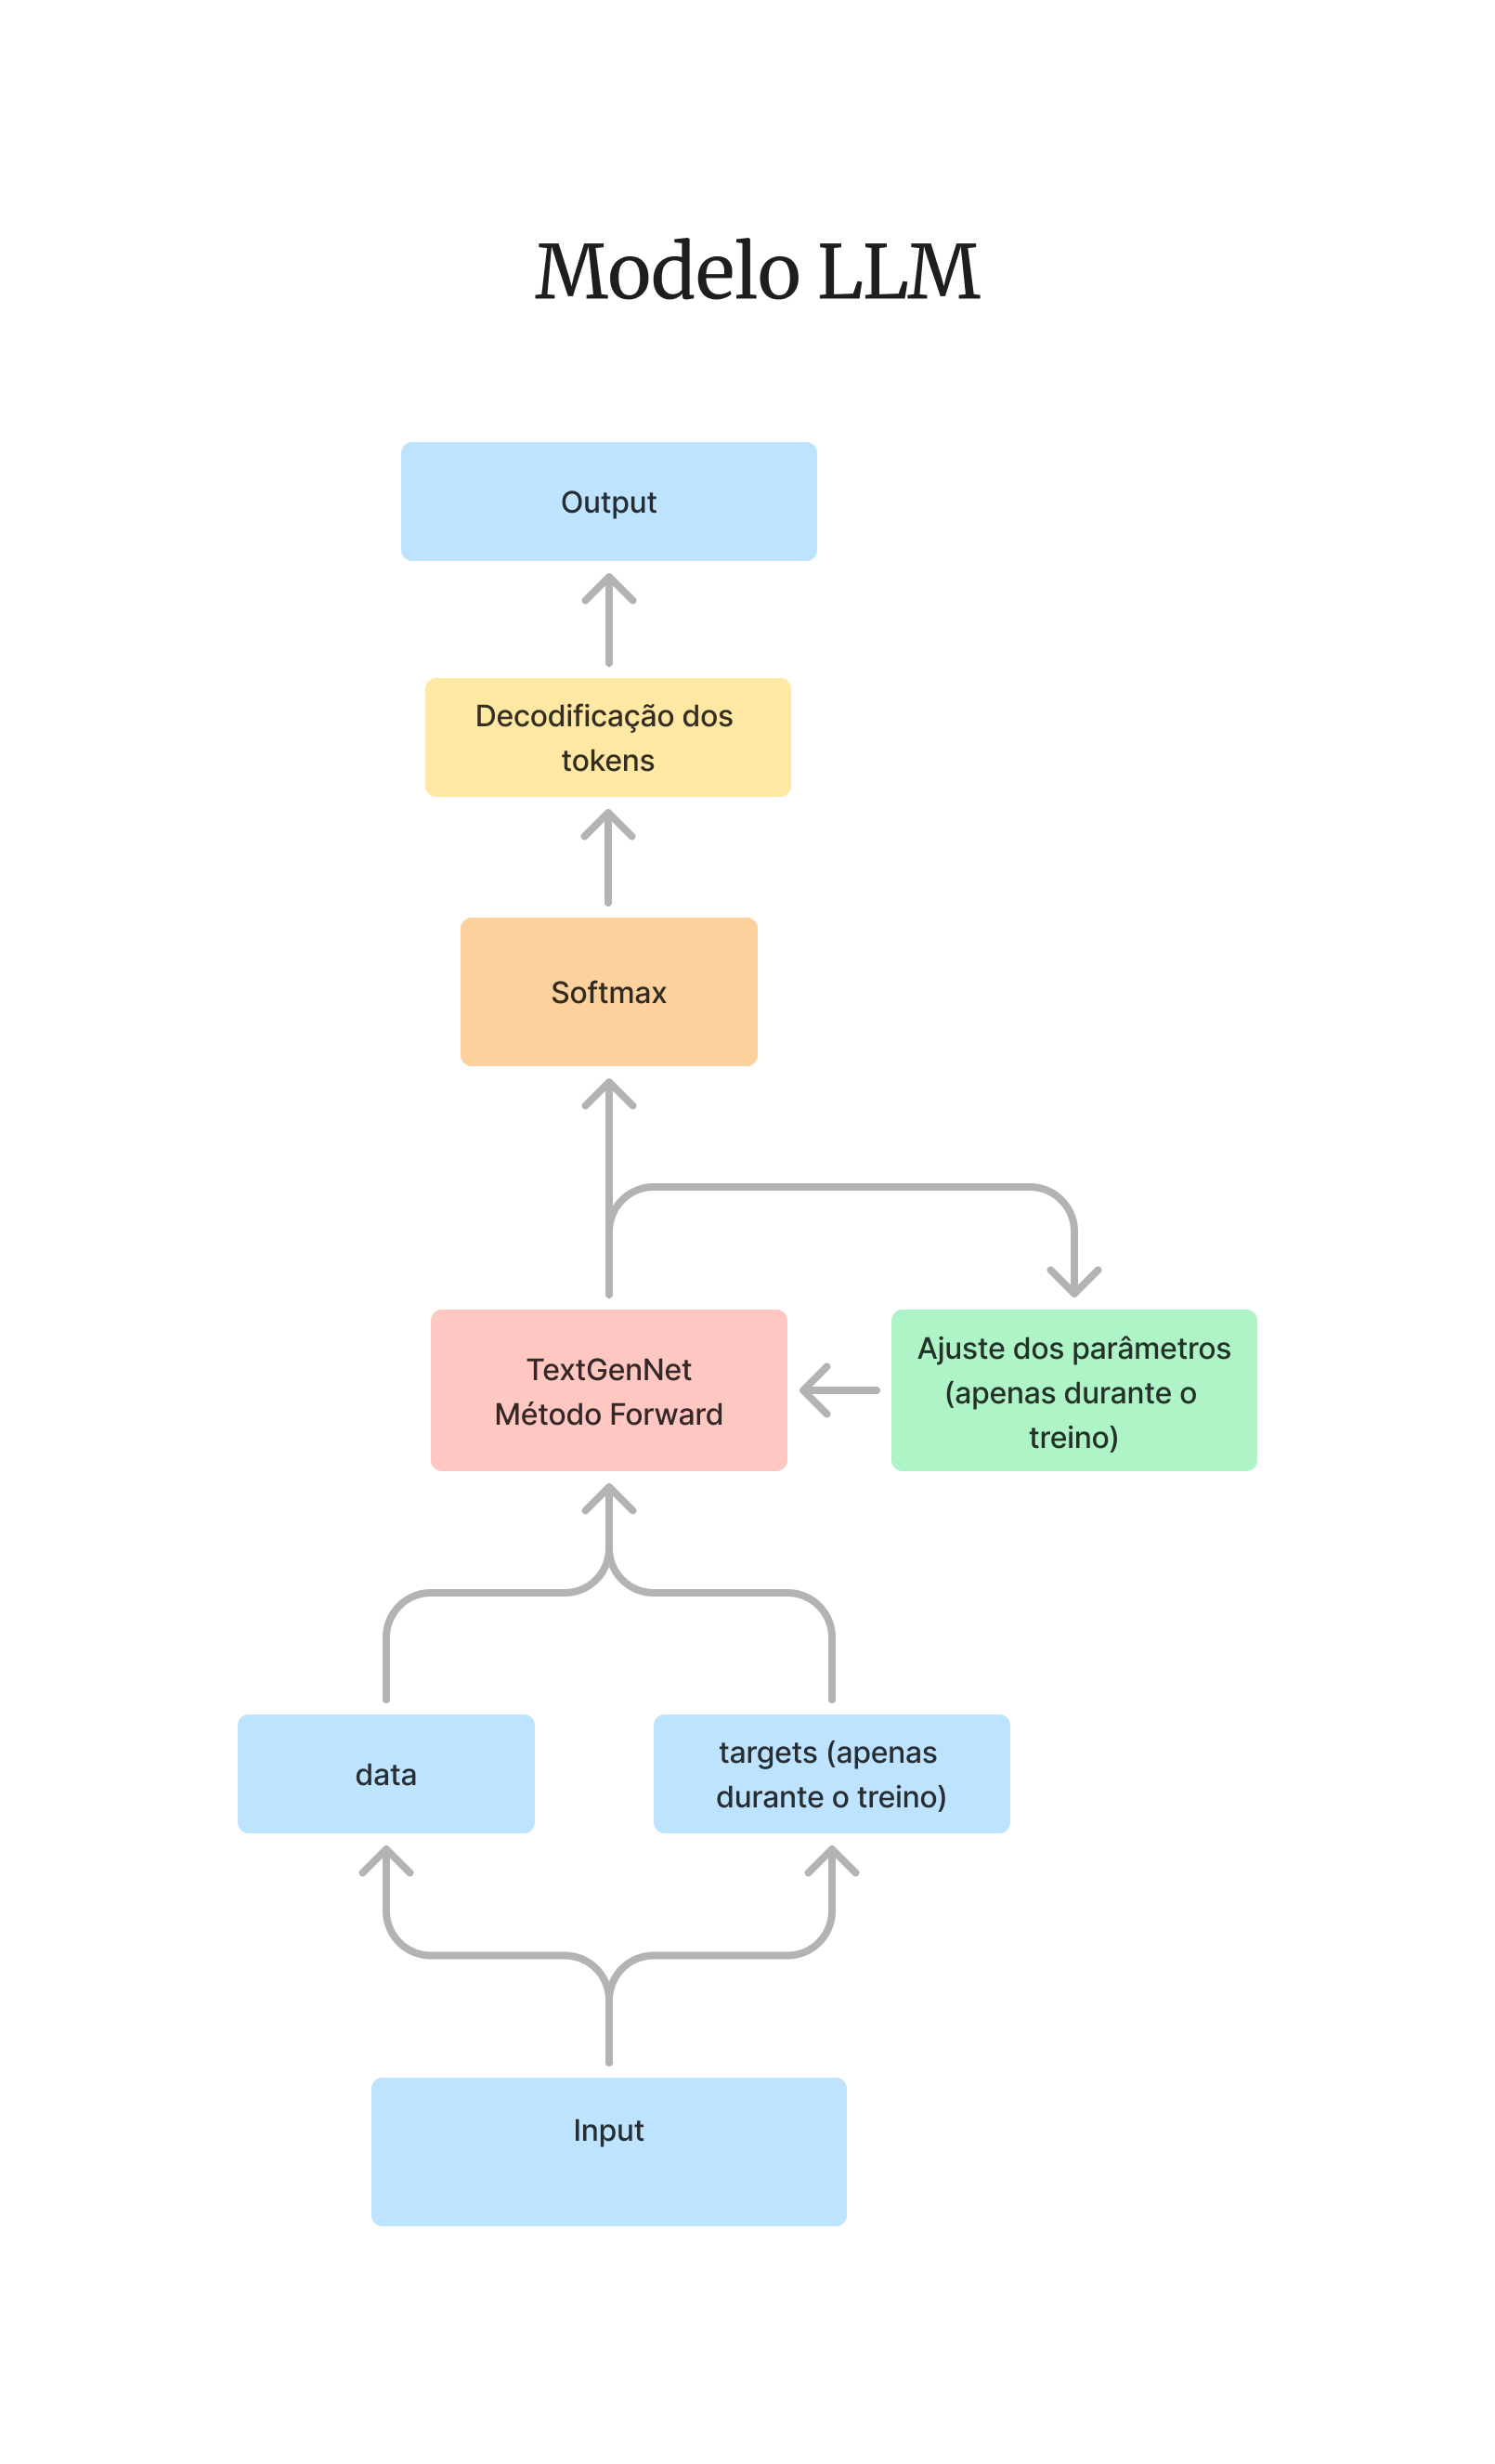 Modelo LLM
Output
Decodificação dos
tokens
Softmax
TextGenNet
Método Forward
Ajuste dos parâmetros
(apenas durante o
treino)
data
targets (apenas
durante o treino)
Input